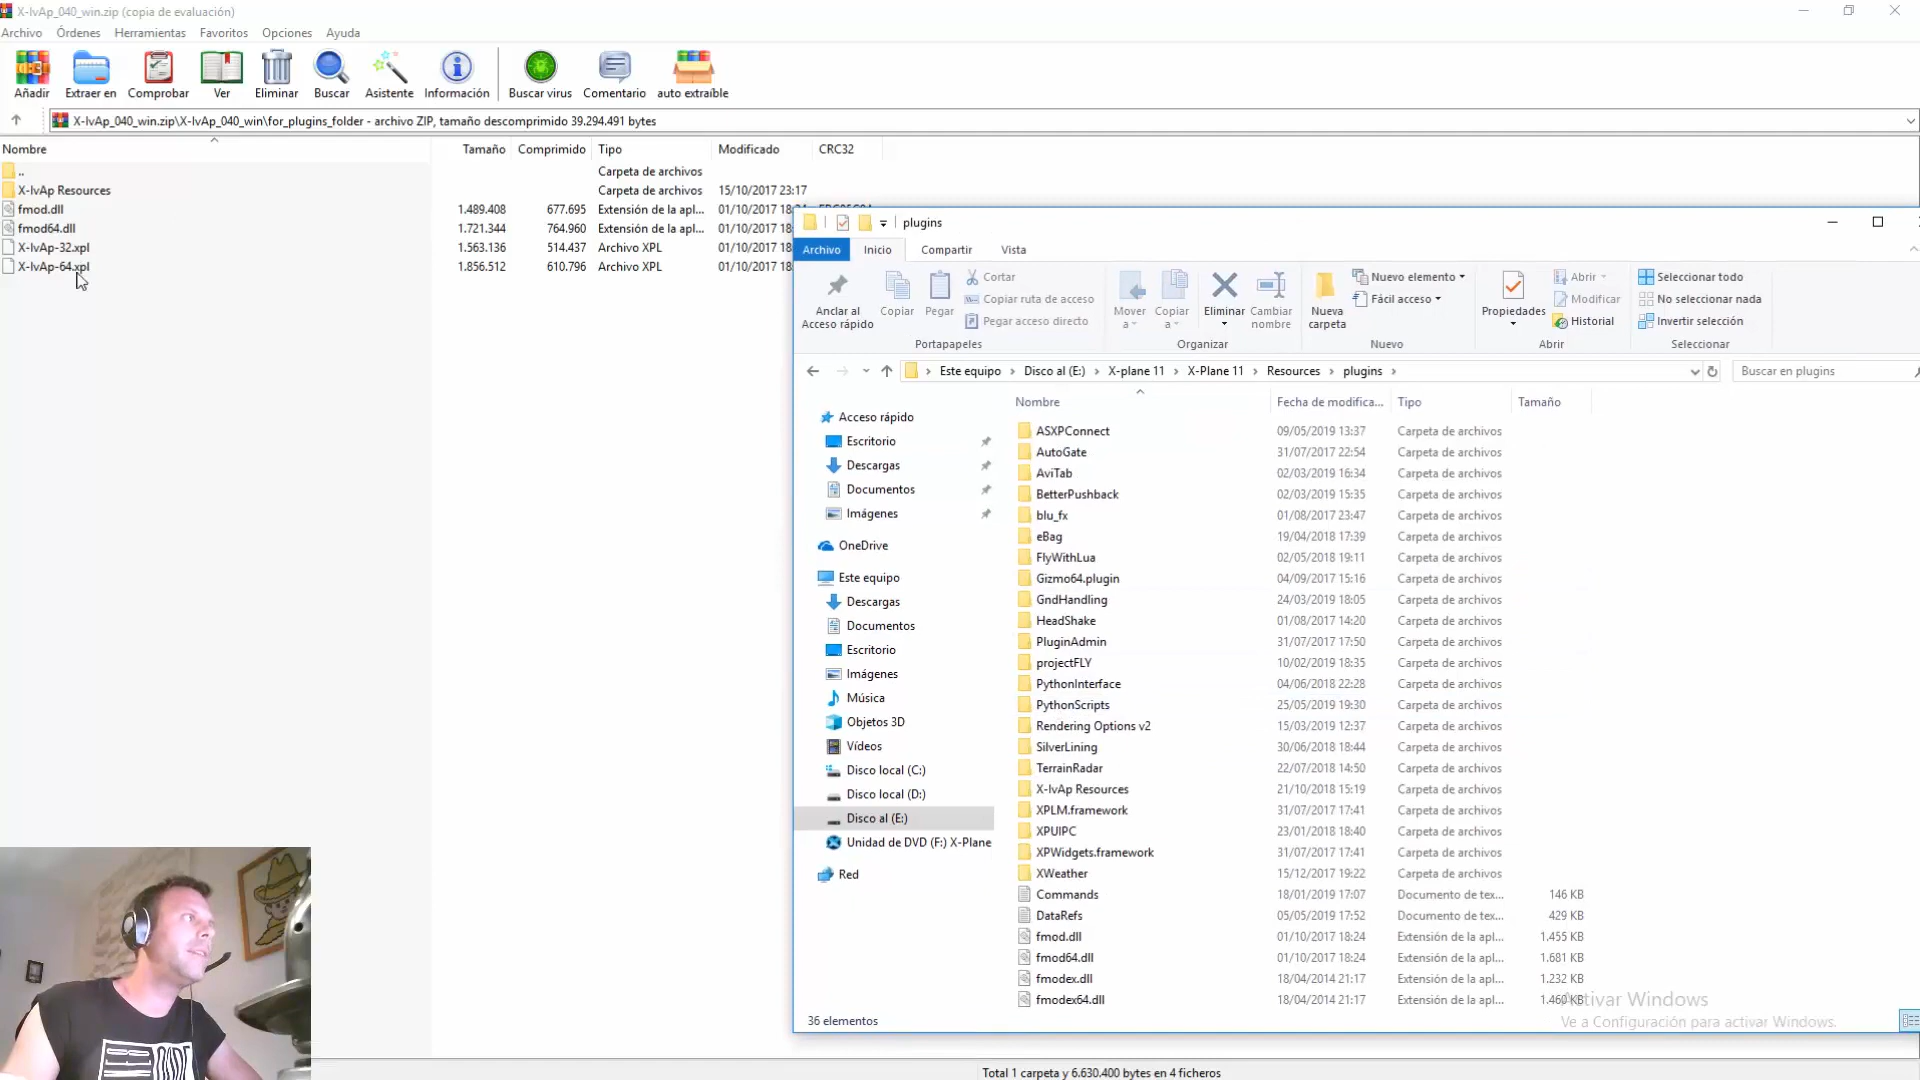 X-IvAp_040_win.zip (copia de evaluación)
Archivo Órdenes Herramientas Favoritos Opciones Ayuda
Añadir Extraer en Comprobar Ver Eliminar Buscar Asistente Información Buscar virus Comentario auto extraíble
X-IvAp_040_win.zip\X-IvAp_040_win\for_plugins_folder - archivo ZIP, tamaño descomprimido 39.294.491 bytes
Nombre Tamaño Comprimido Tipo Modificado CRC32
.. Carpeta de archivos
X-IvAp Resources Carpeta de archivos 15/10/2017 23:17
fmod.dll 1.489.408 677.695 Extensión de la apl... 01/10/2017
fmod64.dll 1.721.344 764.960 Extensión de la apl... 01/10/2017
X-IvAp-32.xpl 1.563.136 514.437 Archivo XPL 01/10/2017
X-IvAp-64.xpl 1.856.512 610.796 Archivo XPL 01/10/2017
plugins
Archivo Inicio Compartir Vista
Anclar al Acceso rápido Copiar Pegar Cortar
Copiar ruta de acceso
Pegar acceso directo
Mover a Copiar a Eliminar Cambiar nombre
Nueva carpeta Nuevo elemento
Fácil acceso
Propiedades Abrir
Modificar
Historial
Seleccionar todo
No seleccionar nada
Invertir selección
Portapapeles Organizar Nuevo Abrir Seleccionar
Este equipo Disco al (E:) X-plane 11 X-Plane 11 Resources plugins Buscar en plugins
Acceso rápido
Escritorio
Descargas
Documentos
Imágenes
OneDrive
Este equipo
Descargas
Documentos
Escritorio
Imágenes
Música
Objetos 3D
Vídeos
Disco local (C:)
Disco local (D:)
Disco al (E:)
Unidad de DVD (F:) X-Plane
Red
Nombre Fecha de modifica... Tipo Tamaño
ASXPConnect 09/05/2019 13:37 Carpeta de archivos
AutoGate 31/07/2017 22:54 Carpeta de archivos
AviTab 02/03/2019 16:34 Carpeta de archivos
BetterPushback 02/03/2019 15:35 Carpeta de archivos
blu_fx 01/08/2017 23:47 Carpeta de archivos
eBag 19/04/2018 17:39 Carpeta de archivos
FlyWithLua 02/05/2018 19:11 Carpeta de archivos
Gizmo64.plugin 04/09/2017 15:16 Carpeta de archivos
GndHandling 24/03/2019 18:05 Carpeta de archivos
HeadShake 01/08/2017 14:20 Carpeta de archivos
PluginAdmin 31/07/2017 17:50 Carpeta de archivos
projectFLY 10/02/2019 18:35 Carpeta de archivos
PythonInterface 04/06/2018 22:28 Carpeta de archivos
PythonScripts 25/05/2019 19:30 Carpeta de archivos
Rendering Options v2 15/03/2019 12:37 Carpeta de archivos
SilverLining 30/06/2018 18:44 Carpeta de archivos
TerrainRadar 22/07/2018 14:50 Carpeta de archivos
X-IvAp Resources 21/10/2018 15:19 Carpeta de archivos
XPLM.framework 31/07/2017 17:41 Carpeta de archivos
XPUIPC 23/01/2018 18:40 Carpeta de archivos
XPWidgets.framework 31/07/2017 17:41 Carpeta de archivos
XWeather 15/12/2017 19:22 Carpeta de archivos
Commands 18/01/2019 17:07 Documento de tex... 146 KB
DataRefs 05/05/2019 17:52 Documento de tex... 429 KB
fmod.dll 01/10/2017 18:24 Extensión de la apl... 1.455 KB
fmod64.dll 01/10/2017 18:24 Extensión de la apl... 1.681 KB
fmodex.dll 18/04/2014 21:17 Extensión de la apl... 1.232 KB
fmodex64.dll 18/04/2014 21:17 Extensión de la apl... 1.460 KB
Activar Windows
Ve a Configuración para activar Windows.
36 elementos
Total 1 carpeta y 6.630.400 bytes en 4 ficheros